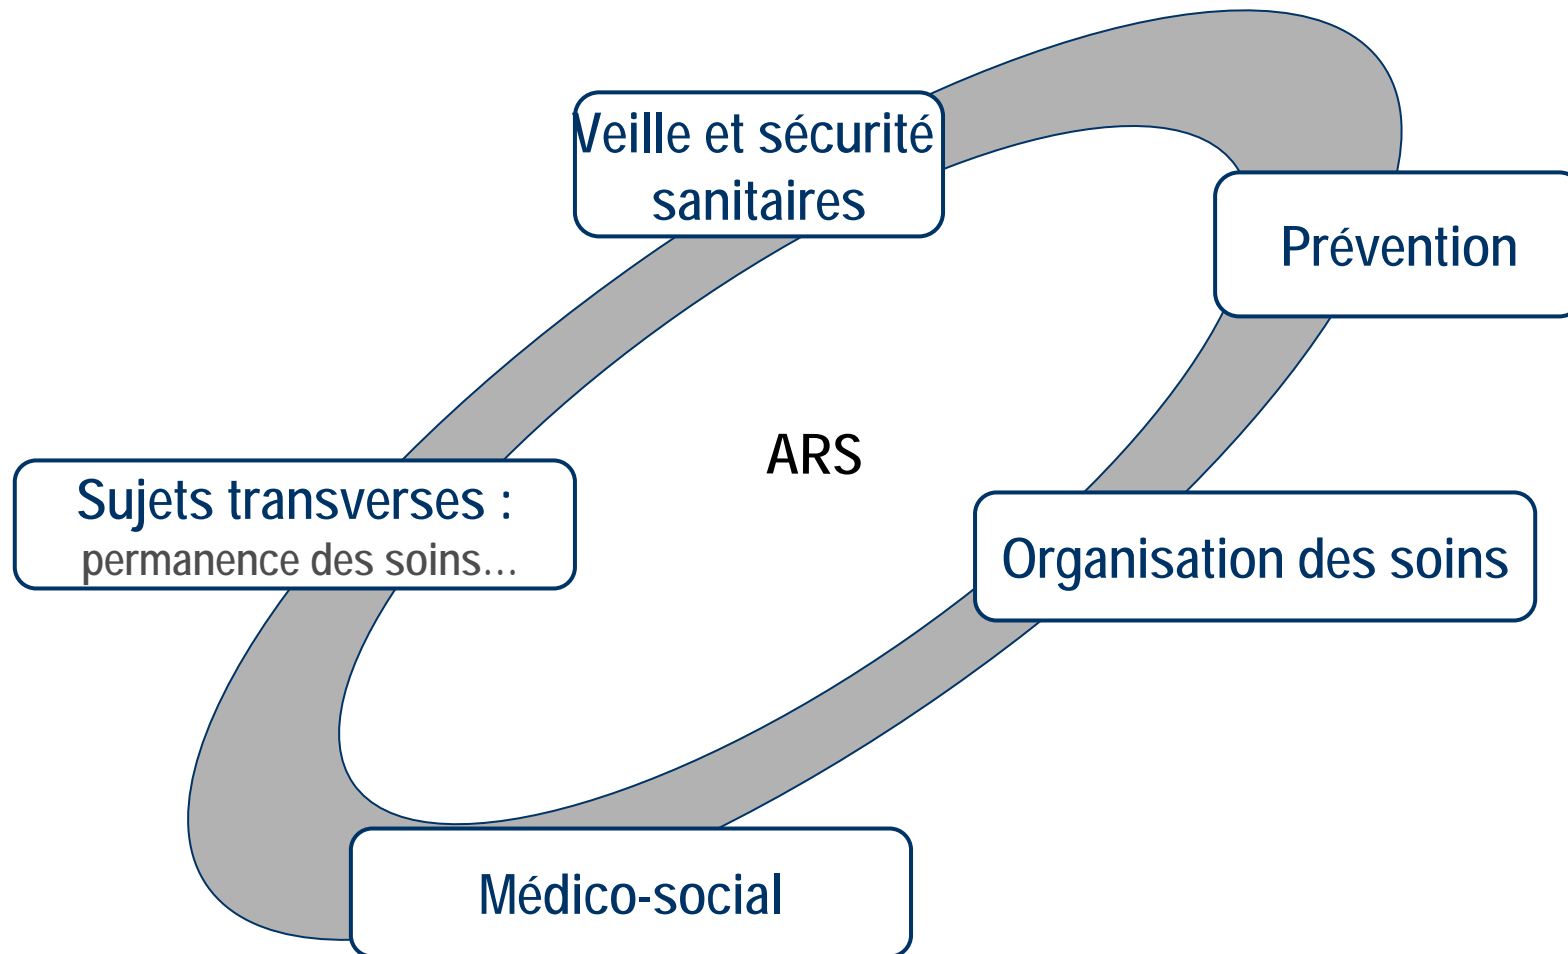 Veille et sécurité
sanitaires
Prévention
ARS
Sujets transverses :
permanence des soins...
Organisation des soins
Médico-social